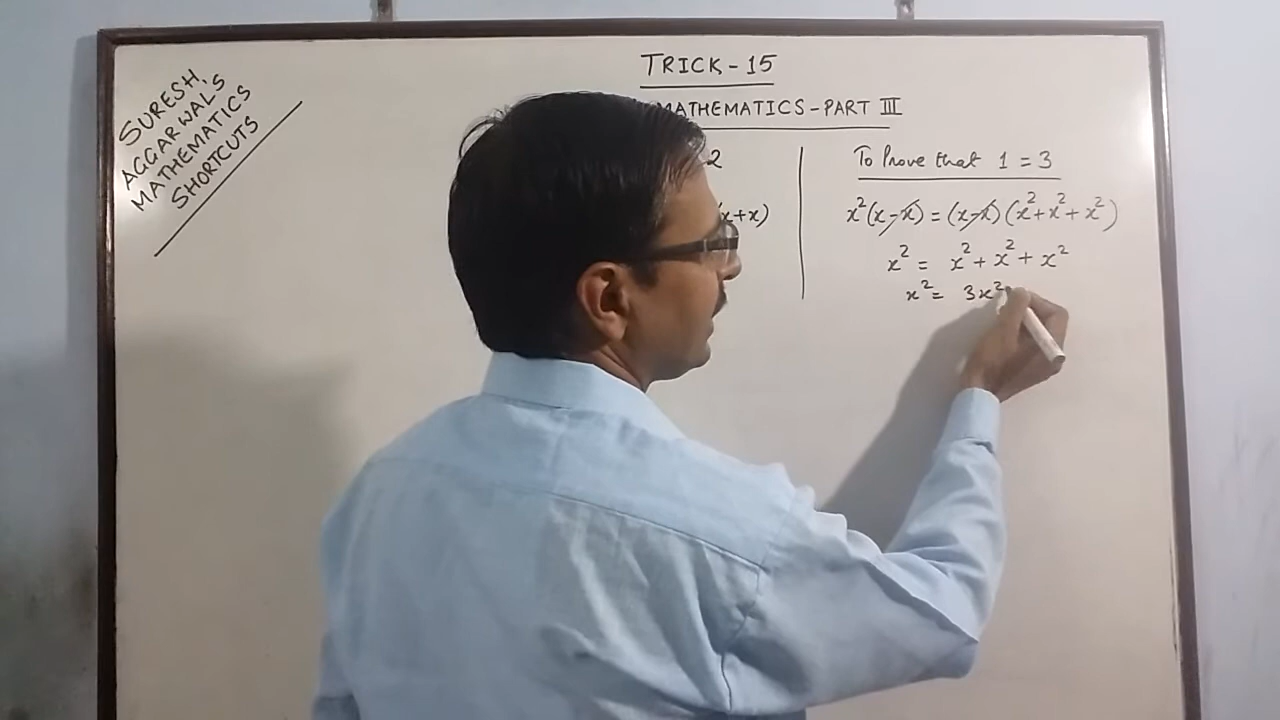 SURESH
AGGARWAL'S
MATHEMATICS
SHORTCUTS
TRICK-15
MATHEMATICS-PART III
2
x+x)
To Prove that 1 = 3
x²(x-x) = (x-x)(x²+x²+x²)
x² = x² + x² + x²
x² = 3x²